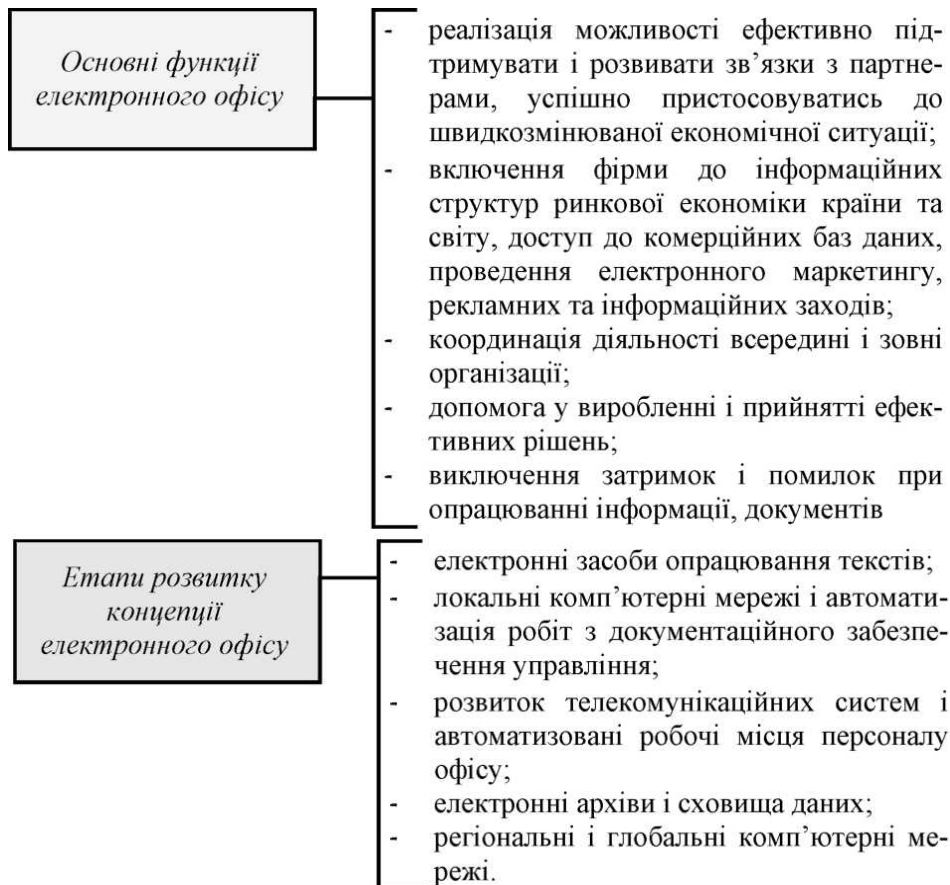 Основні функції
електронного офісу
- реалізація можливості ефективно під-
тримувати і розвивати зв’язки з партне-
рами, успішно пристосовуватись до
швидкозмінюваної економічної ситуації;
- включення фірми до інформаційних
структур ринкової економіки країни та
світу, доступ до комерційних баз даних,
проведення електронного маркетингу,
рекламних та інформаційних заходів;
- координація діяльності всередині і зовні
організації;
- допомога у виробленні і прийнятті ефек-
тивних рішень;
- виключення затримок і помилок при
опрацюванні інформації, документів
Етапи розвитку
концепції
електронного офісу
- електронні засоби опрацювання текстів;
- локальні комп’ютерні мережі і автомати-
зація робіт з документаційного забезпе-
чення управління;
- розвиток телекомунікаційних систем і
автоматизовані робочі місця персоналу
офісу;
- електронні архіви і сховища даних;
- регіональні і глобальні комп’ютерні ме-
режі.